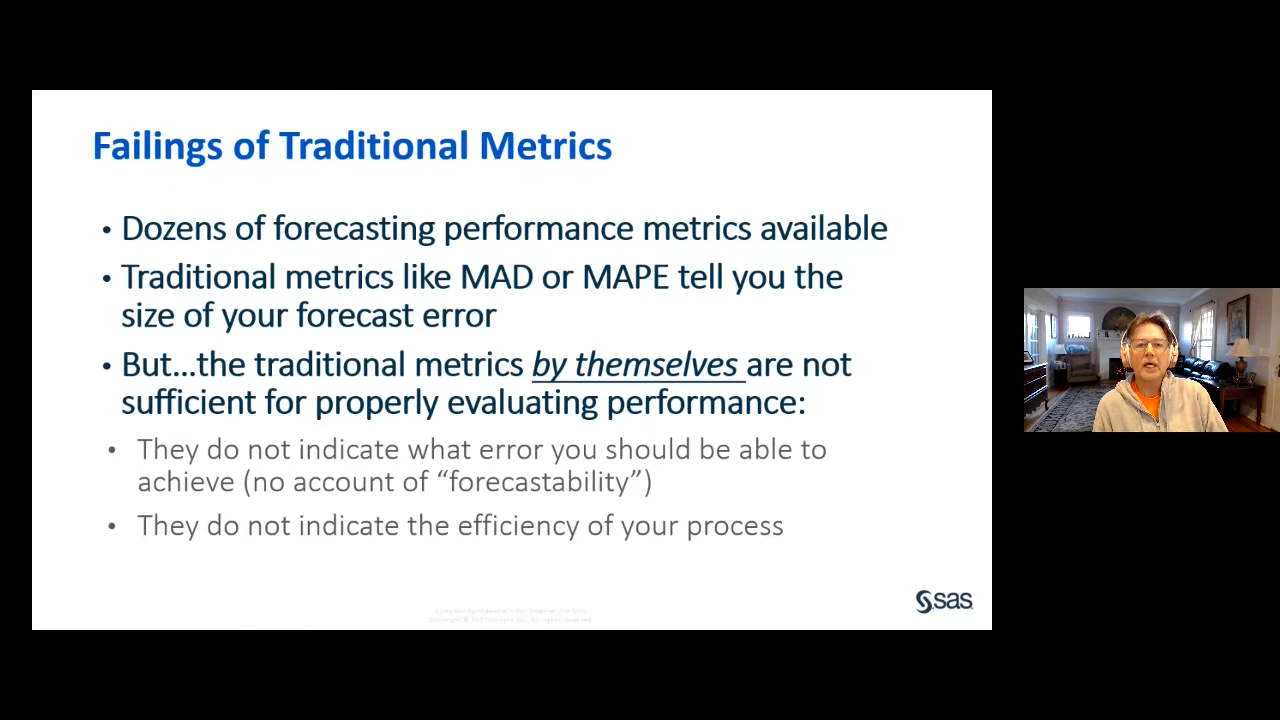 Failings of Traditional Metrics
• Dozens of forecasting performance metrics available
• Traditional metrics like MAD or MAPE tell you the
size of your forecast error
• But…the traditional metrics by themselves are not
sufficient for properly evaluating performance:
• They do not indicate what error you should be able to
achieve (no account of “forecastability”)
• They do not indicate the efficiency of your process
sas